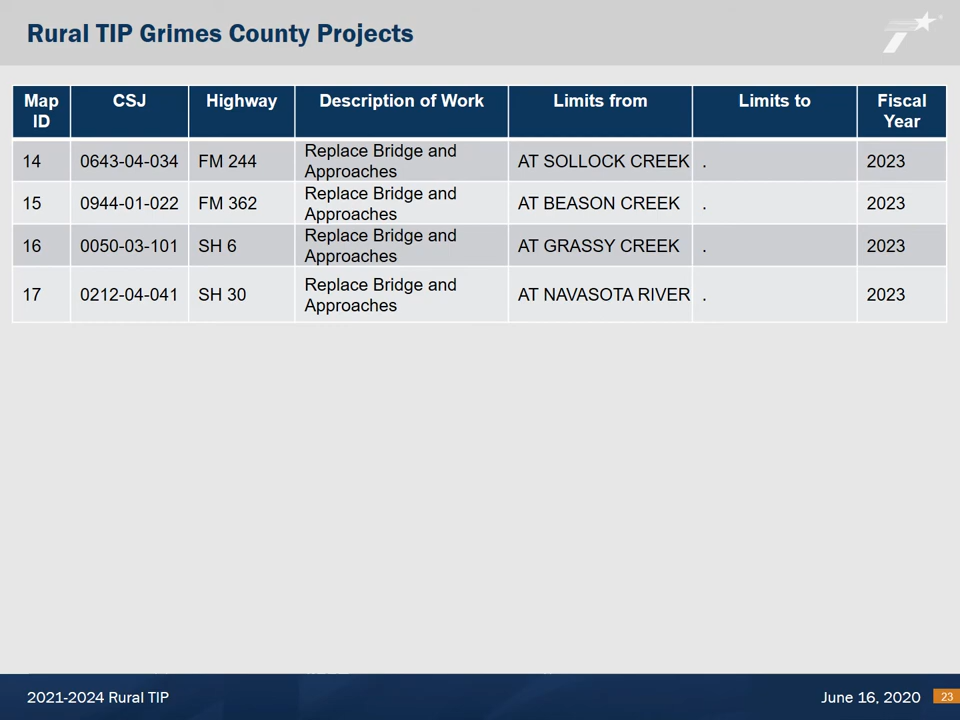 Rural TIP Grimes County Projects
Map ID CSJ Highway Description of Work Limits from Limits to Fiscal Year
14 0643-04-034 FM 244 Replace Bridge and Approaches AT SOLLOCK CREEK . 2023
15 0944-01-022 FM 362 Replace Bridge and Approaches AT BEASON CREEK . 2023
16 0050-03-101 SH 6 Replace Bridge and Approaches AT GRASSY CREEK . 2023
17 0212-04-041 SH 30 Replace Bridge and Approaches AT NAVASOTA RIVER . 2023
2021-2024 Rural TIP June 16, 2020 23